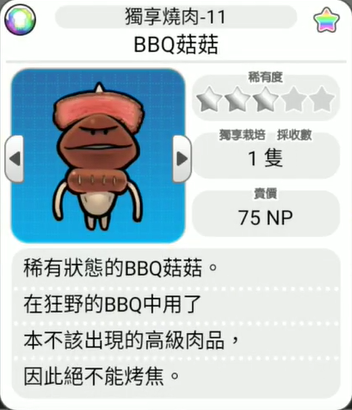 獨享燒肉-11
BBQ菇菇
稀有度
獨享栽培 採收數
1 隻
賣價
75 NP
稀有狀態的BBQ菇菇。
在狂野的BBQ中用了
本不該出現的高級肉品，
因此絕不能烤焦。